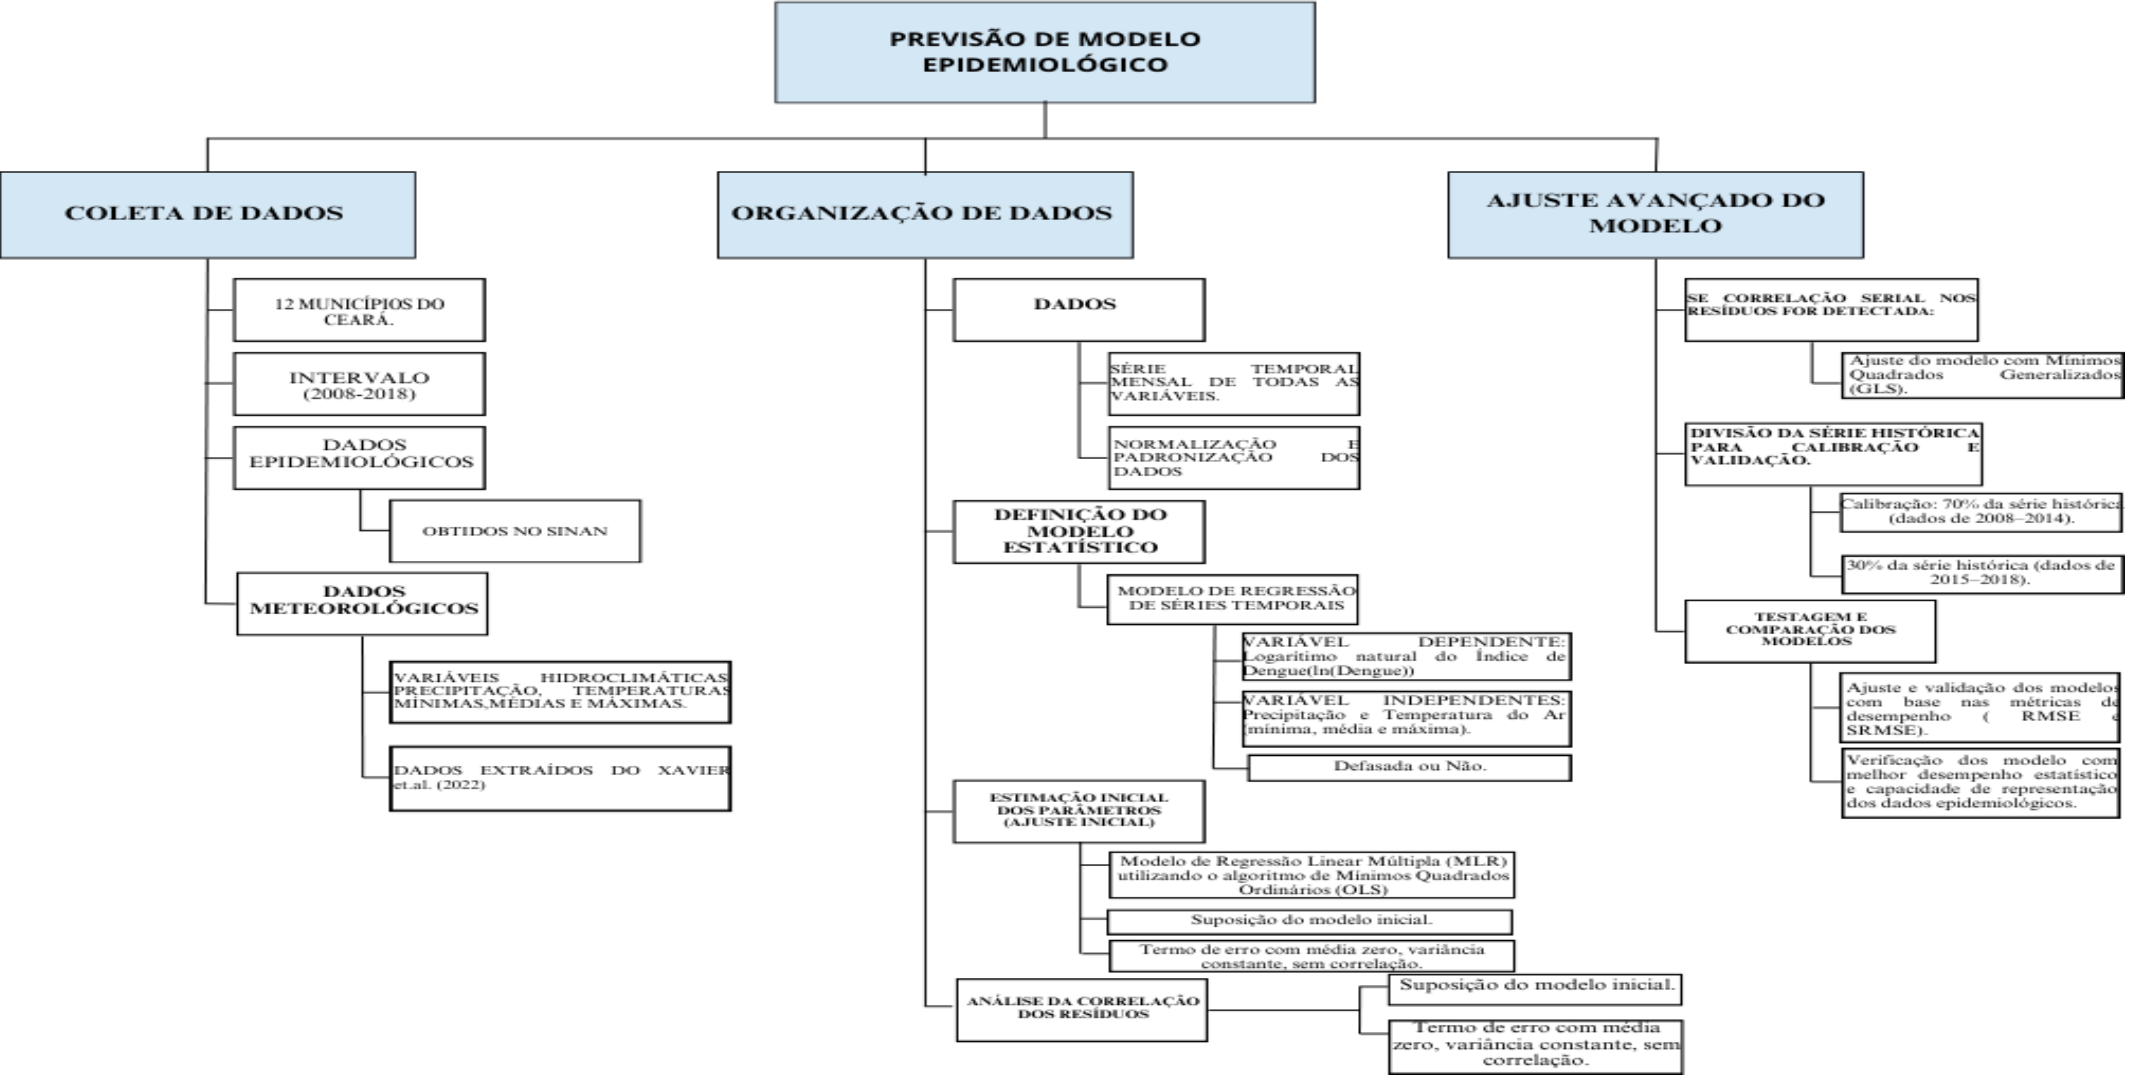 PREVISÃO DE MODELO
EPIDEMIOLÓGICO
COLETA DE DADOS
12 MUNICÍPIOS DO
CEARÁ.
INTERVALO
(2008-2018)
DADOS
EPIDEMIOLÓGICOS
OBTIDOS NO SINAN
DADOS
METEOROLÓGICOS
VARIÁVEIS HIDROCLIMÁTICAS
PRECIPITAÇÃO, TEMPERATURAS
MÍNIMAS,MÉDIAS E MÁXIMAS.
DADOS EXTRAÍDOS DO XAVIER
et.al. (2022)
ORGANIZAÇÃO DE DADOS
DADOS
SÉRIE TEMPORAL
MENSAL DE TODAS AS
VARIÁVEIS.
NORMALIZAÇÃO E
PADRONIZAÇÃO DOS
DADOS
DEFINIÇÃO DO
MODELO
ESTATÍSTICO
MODELO DE REGRESSÃO
DE SÉRIES TEMPORAIS
VARIÁVEL DEPENDENTE:
Logarítimo natural do Índice de
Dengue(ln(Dengue))
VARIÁVEL INDEPENDENTES:
Precipitação e Temperatura do Ar
(mínima, média e máxima).
Defasada ou Não.
ESTIMAÇÃO INICIAL
DOS PARÂMETROS
(AJUSTE INICIAL)
Modelo de Regressão Linear Múltipla (MLR)
utilizando o algoritmo de Mínimos Quadrados
Ordinários (OLS)
Suposição do modelo inicial.
Termo de erro com média zero, variância
constante, sem correlação.
ANÁLISE DA CORRELAÇÃO
DOS RESÍDUOS
Suposição do modelo inicial.
Termo de erro com média
zero, variância constante, sem
correlação.
AJUSTE AVANÇADO DO
MODELO
SE CORRELAÇÃO SERIAL NOS
RESÍDUOS FOR DETECTADA:
Ajuste do modelo com Mínimos
Quadrados Generalizados
(GLS).
DIVISÃO DA SÉRIE HISTÓRICA
PARA CALIBRAÇÃO E
VALIDAÇÃO.
Calibração: 70% da série histórica
(dados de 2008–2014).
30% da série histórica (dados de
2015–2018).
TESTAGEM E
COMPARAÇÃO DOS
MODELOS
Ajuste e validação dos modelos
com base nas métricas de
desempenho ( RMSE e
SRMSE).
Verificação dos modelo com
melhor desempenho estatístico
e capacidade de representação
dos dados epidemiológicos.